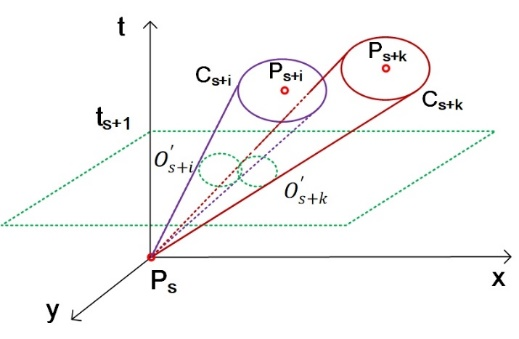 t
P_{s+i}
P_{s+k}
C_{s+i}
C_{s+k}
t_{s+1}
O'_{s+i}
O'_{s+k}
P_s
x
y